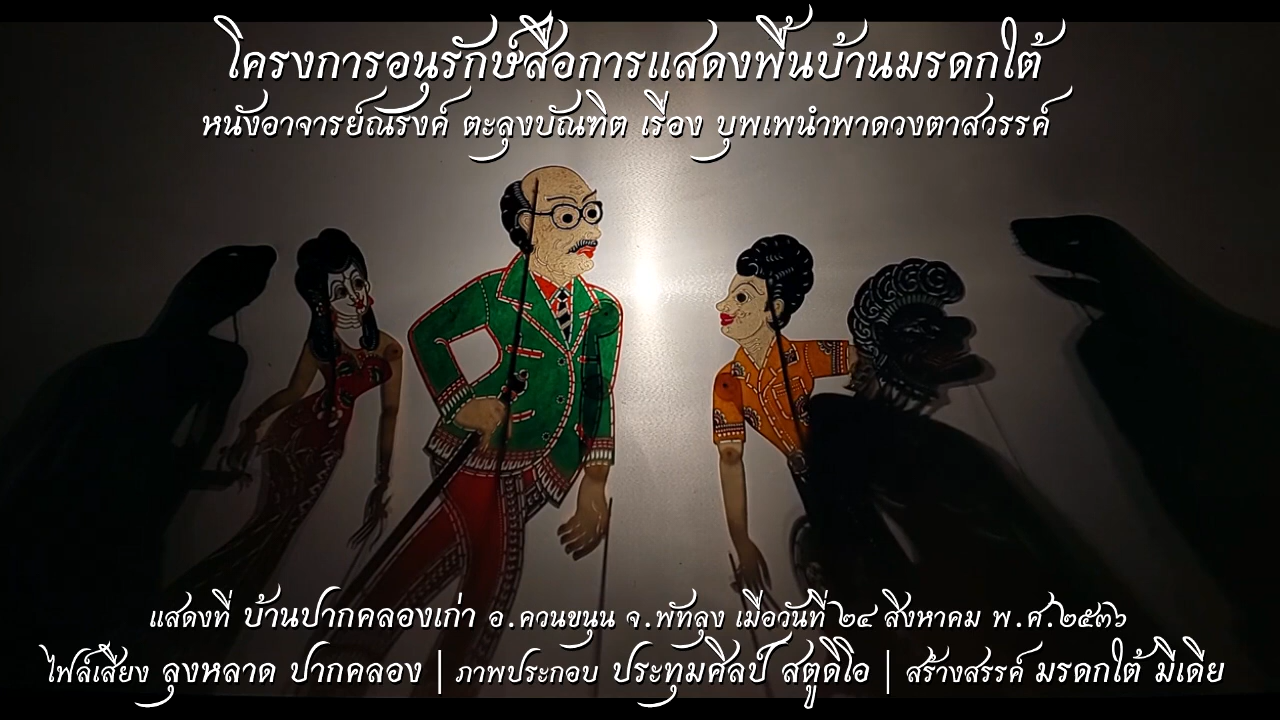 โครงการอนุรักษ์สื่อการแสดงพื้นบ้านมรดกใต้
หนังอาจารย์ณรงค์ ตะลุงบัณฑิต เรื่อง บุพเพนำพาดวงตาสวรรค์
แสดงที่ บ้านปากคลองเก่า อ.ควนขนุน จ.พัทลุง เมื่อวันที่ ๒๔ สิงหาคม พ.ศ.๒๕๓๖
ไฟล์เสียง ลุงหลาด ปากคลอง | ภาพประกอบ ประทุมศิลป์ สตูดิโอ | สร้างสรรค์ มรดกใต้ มีเดีย